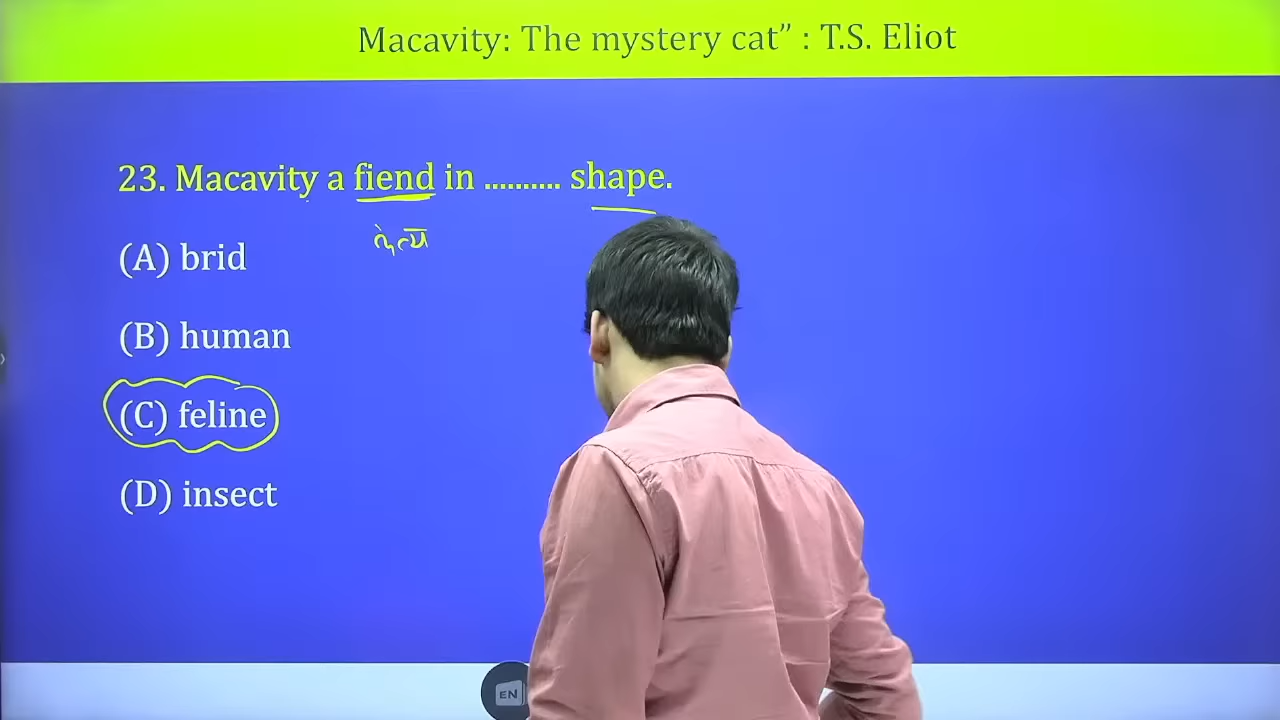 Macavity: The mystery cat” : T.S. Eliot
23. Macavity a fiend in .......... shape.
(A) brid
(B) human
(C) feline
(D) insect
EN